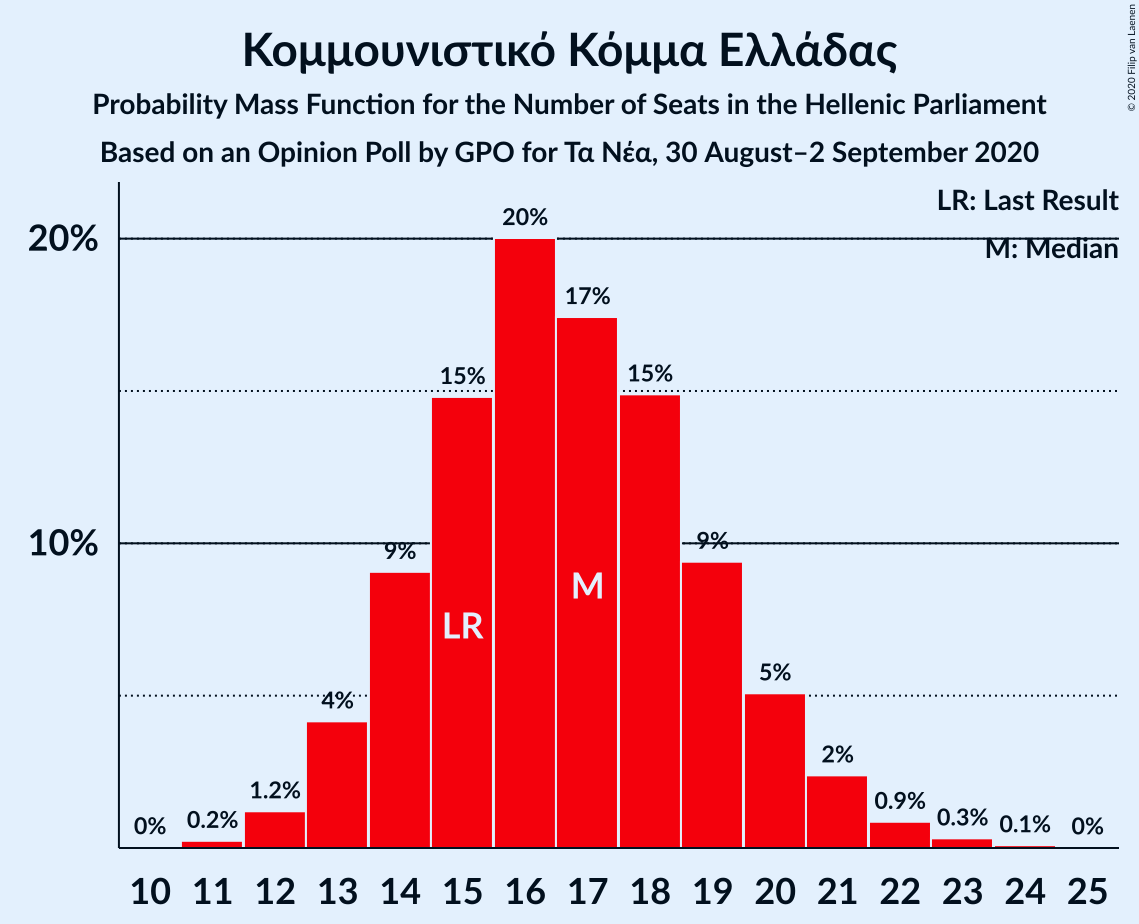 Κομμουνιστικό Κόμμα Ελλάδας
Probability Mass Function for the Number of Seats in the Hellenic Parliament
Based on an Opinion Poll by GPO for Τα Νέα, 30 August–2 September 2020
© 2020 Filip van Laenen
LR: Last Result
M: Median
20%
10%
0%
0.2%
1.2%
4%
9%
15%
20%
17%
15%
9%
5%
2%
0.9%
0.3%
0.1%
0%
LR
M
10 11 12 13 14 15 16 17 18 19 20 21 22 23 24 25